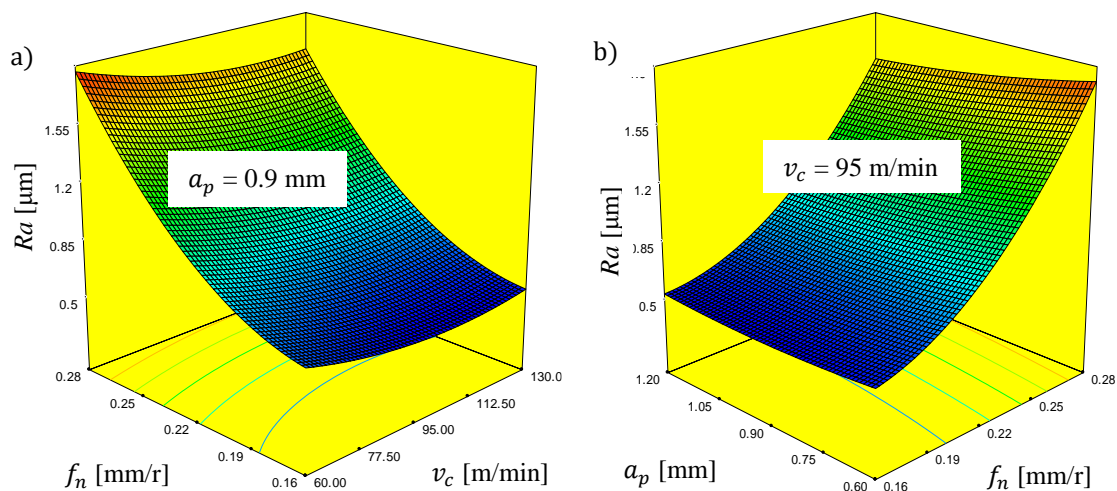 a)
Ra [μm]
1.55
1.2
0.85
0.5
a_p = 0.9 mm
0.28
0.25
0.22
0.19
0.16
f_n [mm/r]
60.00
77.50
95.00
112.50
130.0
v_c [m/min]
b)
Ra [μm]
1.55
1.2
0.85
0.5
v_c = 95 m/min
1.20
1.05
0.90
0.75
0.60
a_p [mm]
0.16
0.19
0.22
0.25
0.28
f_n [mm/r]